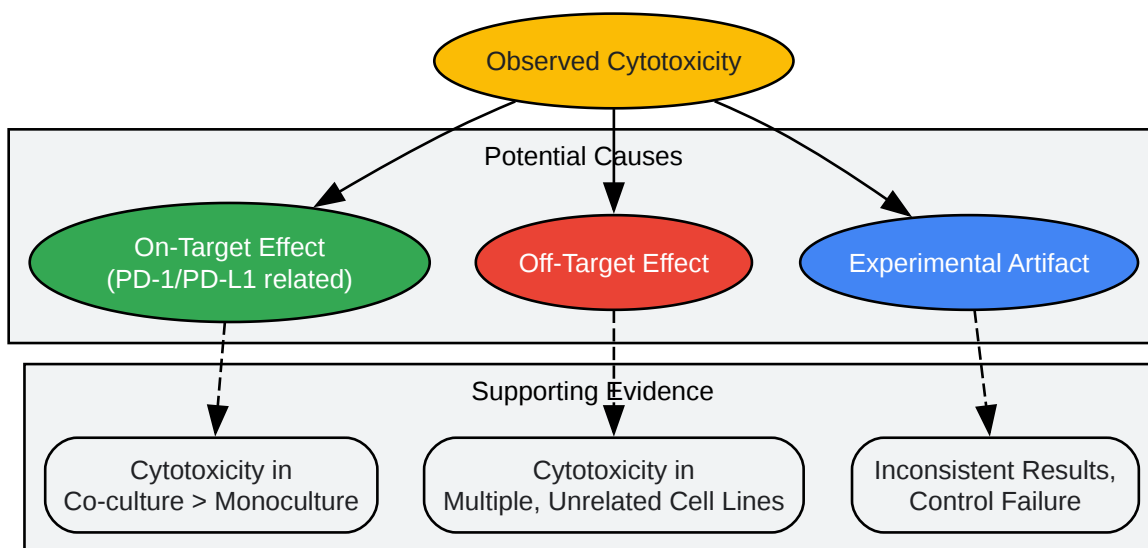 Observed Cytotoxicity
Potential Causes
On-Target Effect
(PD-1/PD-L1 related)
Off-Target Effect
Experimental Artifact
Supporting Evidence
Cytotoxicity in
Co-culture > Monoculture
Cytotoxicity in
Multiple, Unrelated Cell Lines
Inconsistent Results,
Control Failure